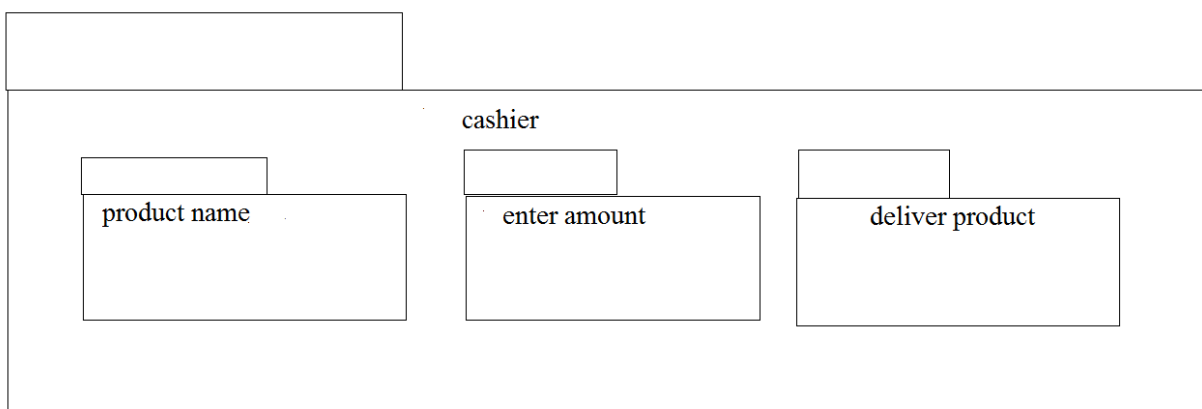 cashier
product name
enter amount
deliver product